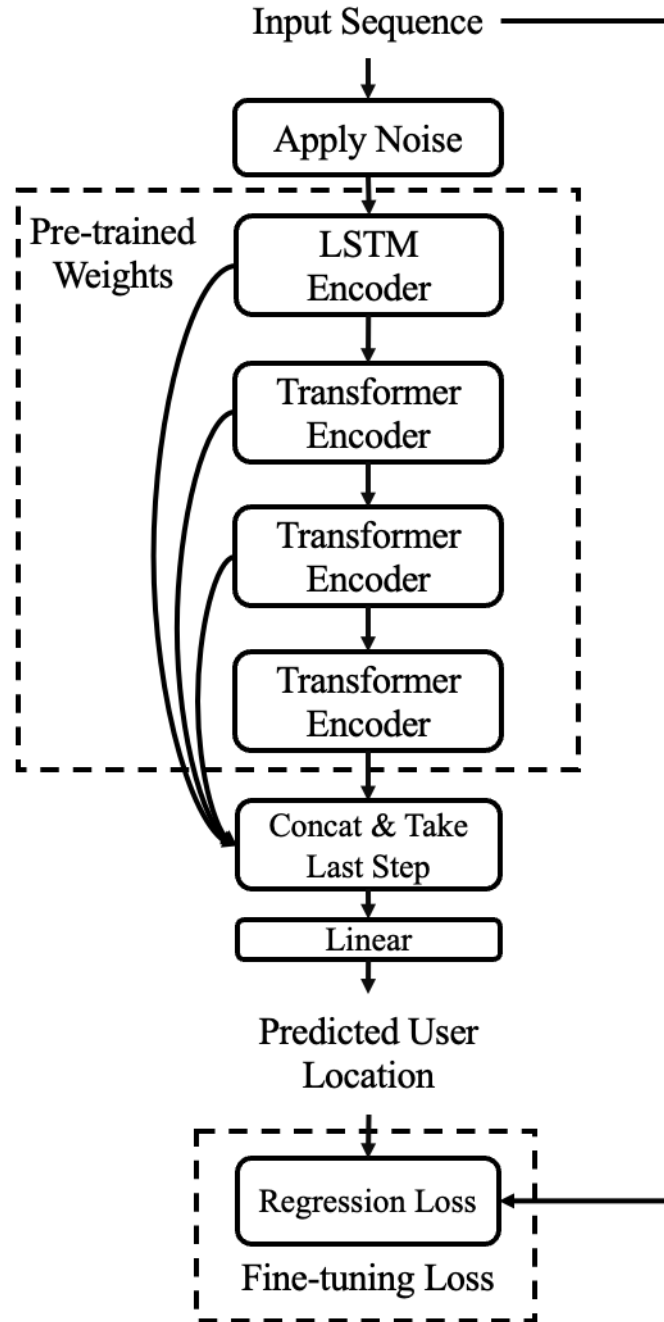 Input Sequence
Apply Noise
Pre-trained
Weights
LSTM
Encoder
Transformer
Encoder
Transformer
Encoder
Transformer
Encoder
Concat & Take
Last Step
Linear
Predicted User
Location
Regression Loss
Fine-tuning Loss